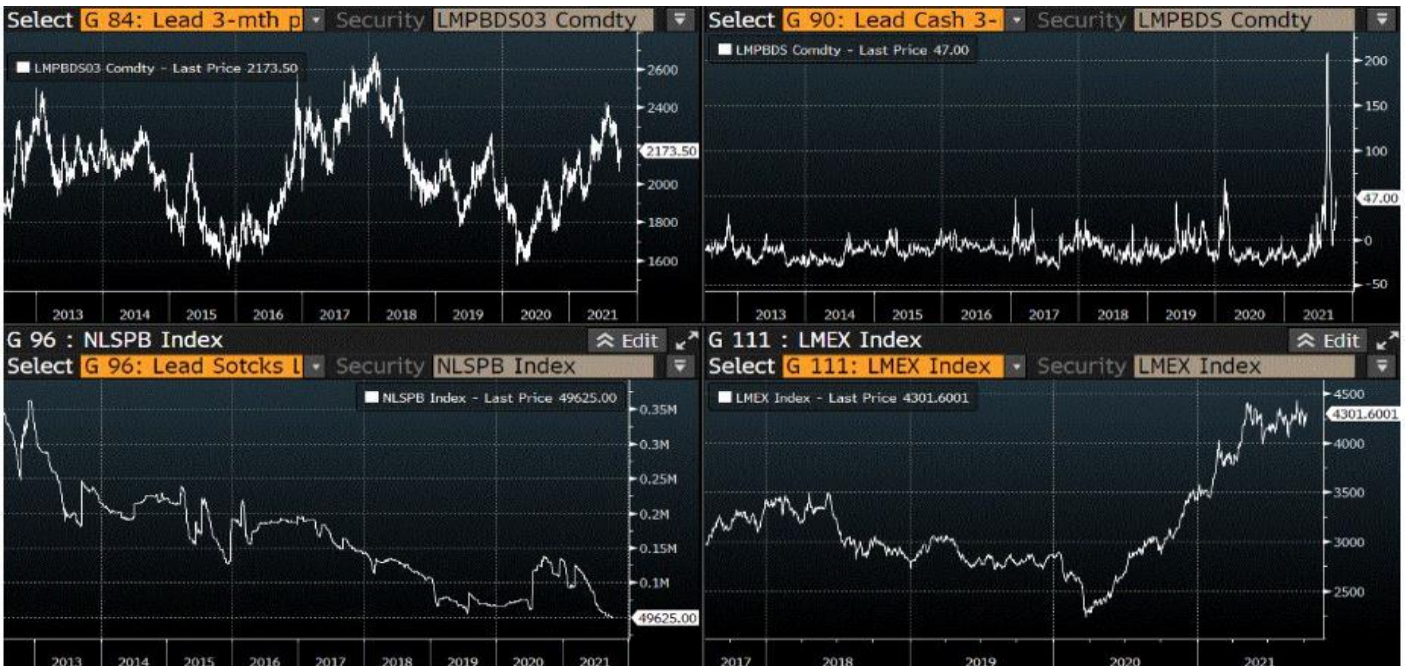 Select G 84: Lead 3-mth p Security LMPBDS03 Comdty
LMPBDS03 Comdty - Last Price 2173.50
2600
2400
2173.50
2000
1800
1600
2013 2014 2015 2016 2017 2018 2019 2020 2021
Select G 90: Lead Cash 3- Security LMPBDS Comdty
LMPBDS Comdty - Last Price 47.00
200
150
100
47.00
0
-50
2013 2014 2015 2016 2017 2018 2019 2020 2021
G 96 : NLSPB Index Edit
Select G 96: Lead Sotcks L Security NLSPB Index
NLSPB Index - Last Price 49625.00
0.35M
0.3M
0.25M
0.2M
0.15M
0.1M
49625.00
2013 2014 2015 2016 2017 2018 2019 2020 2021
G 111 : LMEX Index Edit
Select G 111: LMEX Index Security LMEX Index
LMEX Index - Last Price 4301.6001
4500
4301.6001
4000
3500
3000
2500
2017 2018 2019 2020 2021